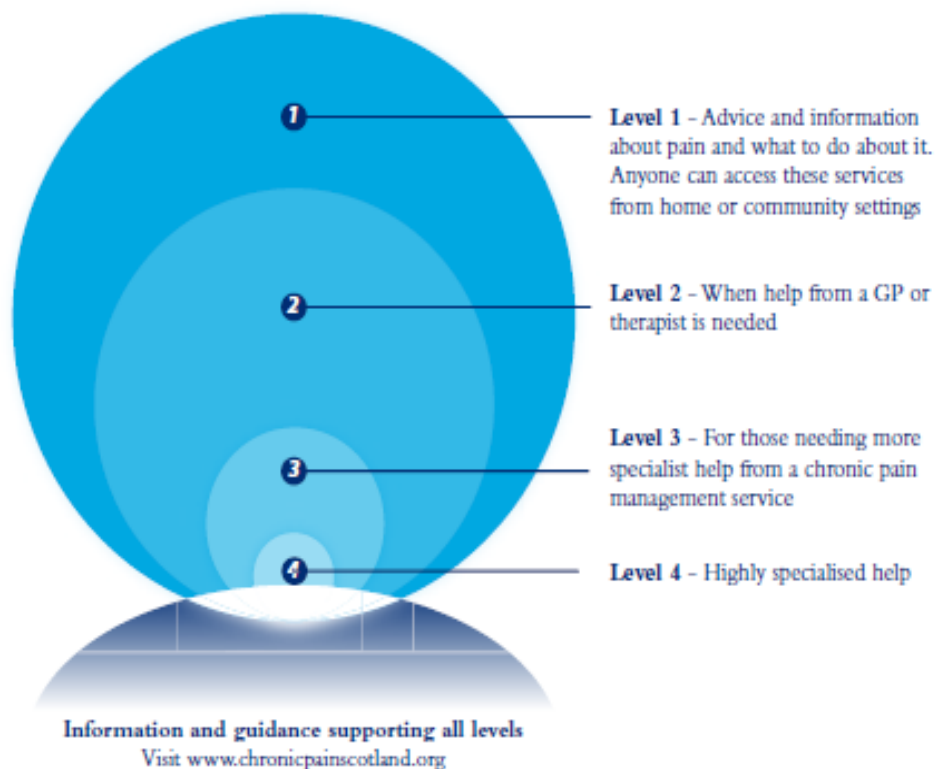 1
Level 1 - Advice and information
about pain and what to do about it.
Anyone can access these services
from home or community settings
2
Level 2 - When help from a GP or
therapist is needed
3
Level 3 - For those needing more
specialist help from a chronic pain
management service
4
Level 4 - Highly specialised help
Information and guidance supporting all levels
Visit www.chronicpainscotland.org